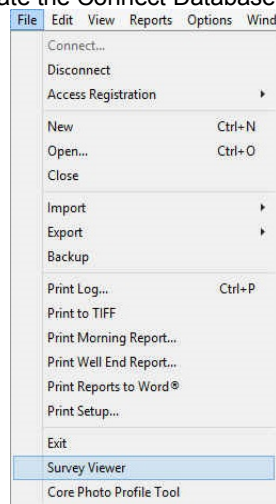 ate the Connect Database
File Edit View Reports Options Wind
Connect...
Disconnect
Access Registration
New Ctrl+N
Open... Ctrl+O
Close
Import
Export
Backup
Print Log... Ctrl+P
Print to TIFF
Print Morning Report...
Print Well End Report...
Print Reports to Word®
Print Setup...
Exit
Survey Viewer
Core Photo Profile Tool